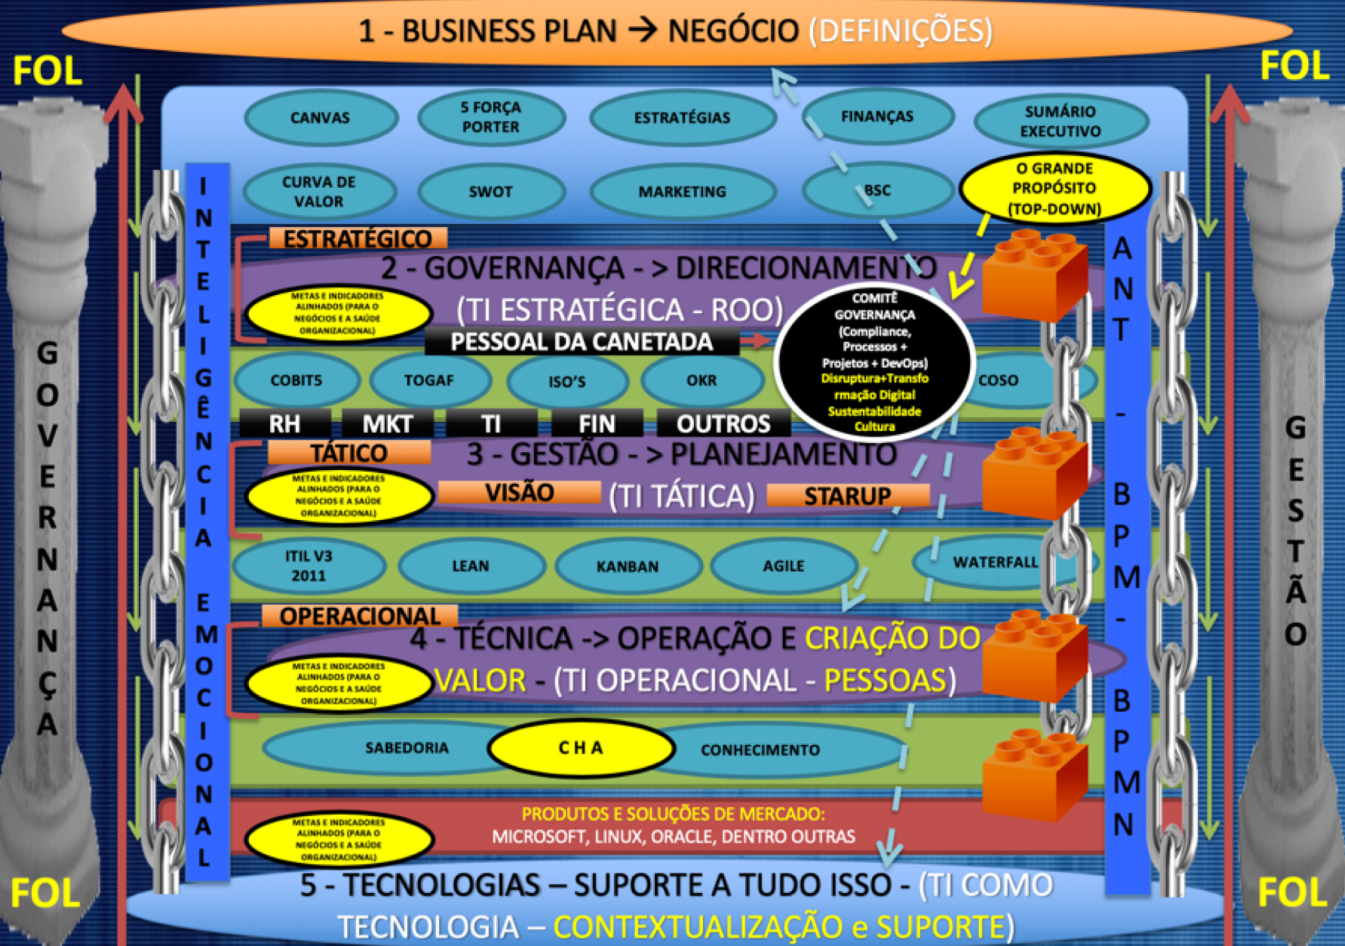 1 - BUSINESS PLAN → NEGÓCIO (DEFINIÇÕES)
FOL
FOL
CANVAS
5 FORÇA
PORTER
ESTRATÉGIAS
FINANÇAS
SUMÁRIO
EXECUTIVO
CURVA DE
VALOR
SWOT
MARKETING
BSC
O GRANDE
PROPÓSITO
(TOP-DOWN)
ESTRATÉGICO
2 - GOVERNANÇA - > DIRECIONAMENTO
(TI ESTRATÉGICA - ROO)
METAS E INDICADORES
ALINHADOS (PARA O
NEGÓCIOS E A SAÚDE
ORGANIZACIONAL)
PESSOAL DA CANETADA
COMITÊ
GOVERNANÇA
(Compliance,
Processos +
Projetos + DevOps)
Disruptura+Transfo
rmação Digital
Sustentabilidade
Cultura
COBIT5
TOGAF
ISO'S
OKR
COSO
RH
MKT
TI
FIN
OUTROS
TÁTICO
3 - GESTÃO - > PLANEJAMENTO
METAS E INDICADORES
ALINHADOS (PARA O
NEGÓCIOS E A SAÚDE
ORGANIZACIONAL)
VISÃO
(TI TÁTICA)
STARUP
ITIL V3
2011
LEAN
KANBAN
AGILE
WATERFALL
OPERACIONAL
4 - TÉCNICA -> OPERAÇÃO E CRIAÇÃO DO
VALOR - (TI OPERACIONAL - PESSOAS)
METAS E INDICADORES
ALINHADOS (PARA O
NEGÓCIOS E A SAÚDE
ORGANIZACIONAL)
SABEDORIA
C H A
CONHECIMENTO
PRODUTOS E SOLUÇÕES DE MERCADO:
MICROSOFT, LINUX, ORACLE, DENTRO OUTRAS
METAS E INDICADORES
ALINHADOS (PARA O
NEGÓCIOS E A SAÚDE
ORGANIZACIONAL)
5 - TECNOLOGIAS – SUPORTE A TUDO ISSO - (TI COMO
TECNOLOGIA – CONTEXTUALIZAÇÃO e SUPORTE)
GOVERNANÇA
INTELIGÊNCIA EMOCIONAL
ANT - BPM - BPMN
GESTÃO
FOL
FOL